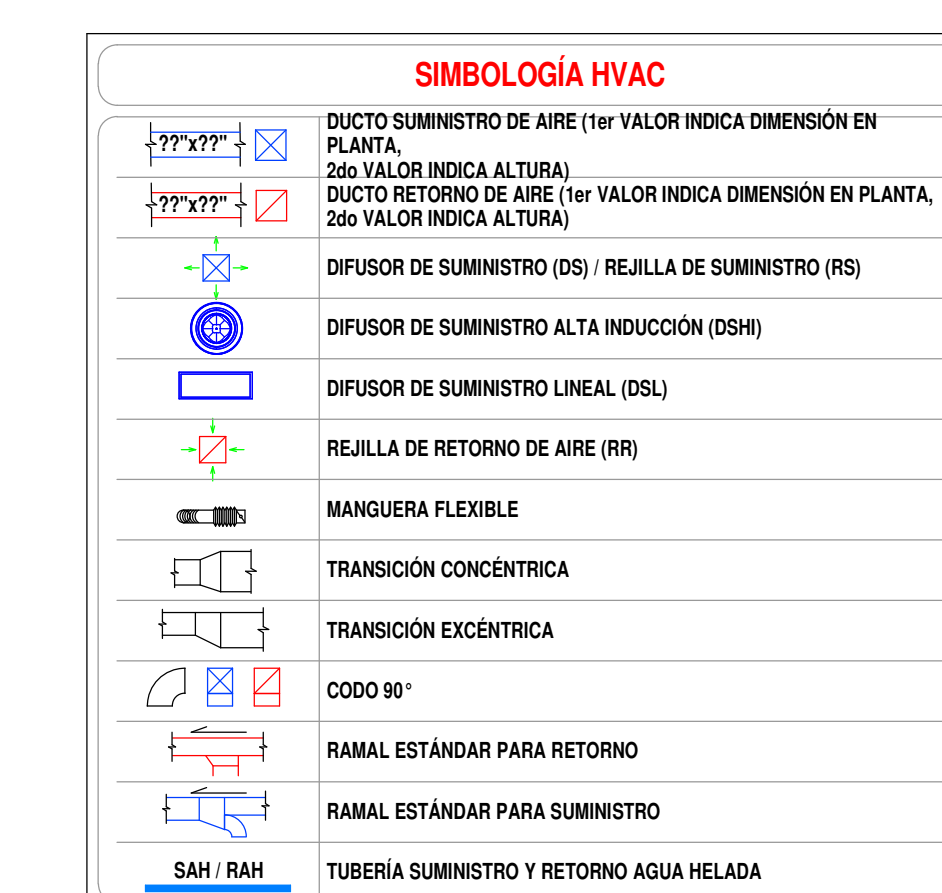 SIMBOLOGÍA HVAC
??"x??"
DUCTO SUMINISTRO DE AIRE (1er VALOR INDICA DIMENSIÓN EN
PLANTA,
2do VALOR INDICA ALTURA)
??"x??"
DUCTO RETORNO DE AIRE (1er VALOR INDICA DIMENSIÓN EN PLANTA,
2do VALOR INDICA ALTURA)
DIFUSOR DE SUMINISTRO (DS) / REJILLA DE SUMINISTRO (RS)
DIFUSOR DE SUMINISTRO ALTA INDUCCIÓN (DSHI)
DIFUSOR DE SUMINISTRO LINEAL (DSL)
REJILLA DE RETORNO DE AIRE (RR)
MANGUERA FLEXIBLE
TRANSICIÓN CONCÉNTRICA
TRANSICIÓN EXCÉNTRICA
CODO 90°
RAMAL ESTÁNDAR PARA RETORNO
RAMAL ESTÁNDAR PARA SUMINISTRO
SAH / RAH
TUBERÍA SUMINISTRO Y RETORNO AGUA HELADA